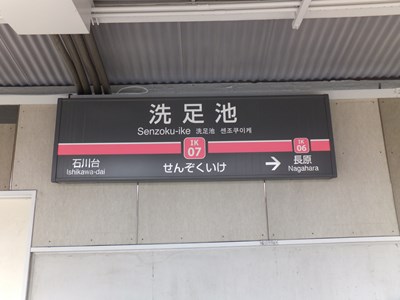 洗足池
Senzoku-ike 洗足池 센조쿠이케
IK
07
IK
06
石川台
Ishikawa-dai
せんぞくいけ
→ 長原
Nagahara